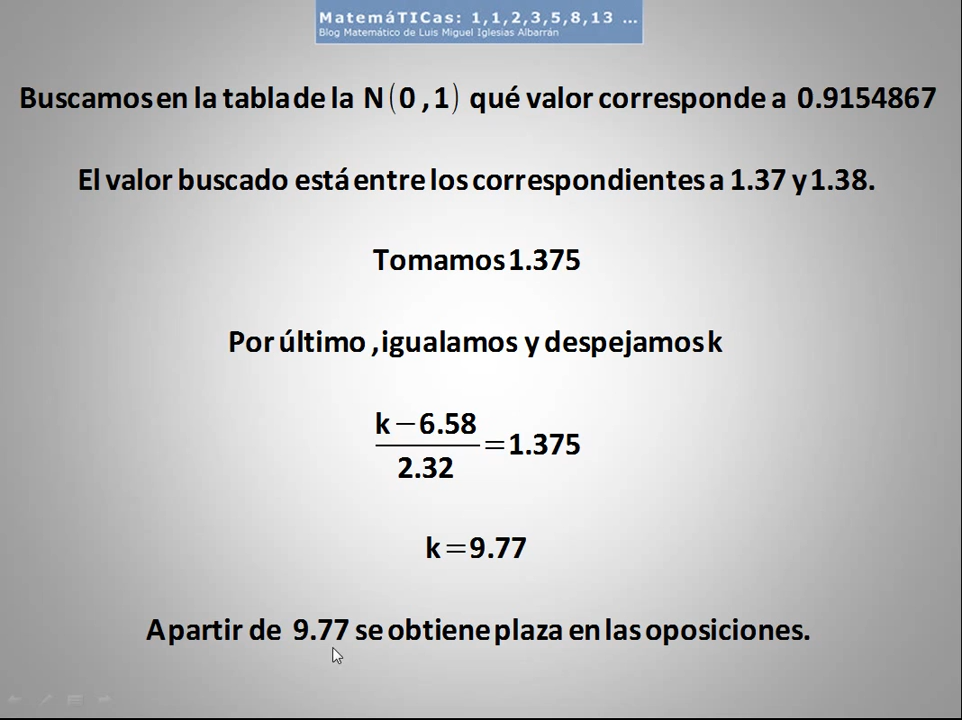 MatemáTICas: 1,1,2,3,5,8,13 ...
Blog Matemático de Luis Miguel Iglesias Albarrán
Buscamos en la tabla de la N(0,1) qué valor corresponde a 0.9154867
El valor buscado está entre los correspondientes a 1.37 y 1.38.
Tomamos 1.375
Por último, igualamos y despejamos k
k−6.58
2.32
=1.375
k=9.77
A partir de 9.77 se obtiene plaza en las oposiciones.